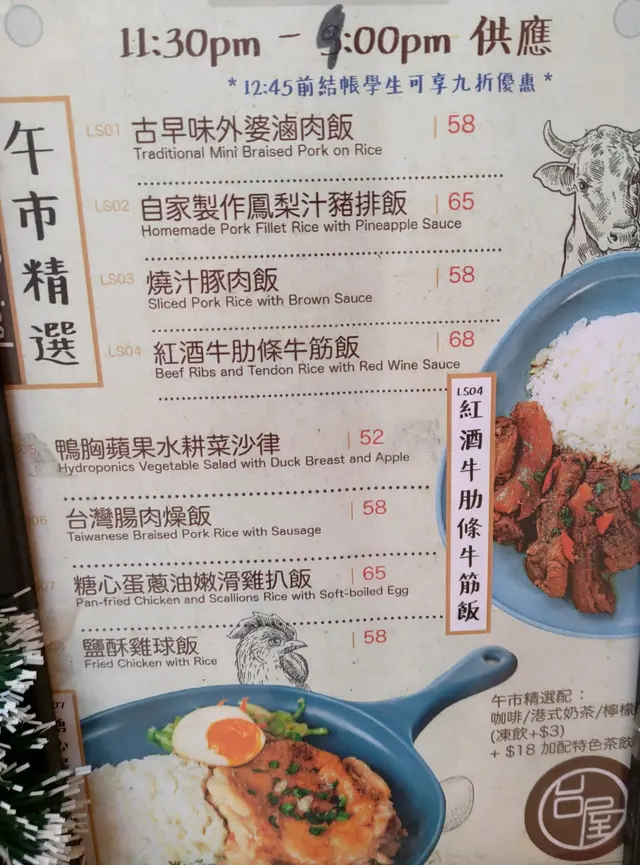 11:30pm - 9:00pm 供應
*12:45前結帳學生可享九折優惠*
午市精選
LS01 古早味外婆滷肉飯 | 58
Traditional Mini Braised Pork on Rice
LS02 自家製作鳳梨汁豬排飯 | 65
Homemade Pork Fillet Rice with Pineapple Sauce
LS03 燒汁豚肉飯 | 58
Sliced Pork Rice with Brown Sauce
LS04 紅酒牛肋條牛筋飯 | 68
Beef Ribs and Tendon Rice with Red Wine Sauce
鴨胸蘋果水耕菜沙律 | 52
Hydroponics Vegetable Salad with Duck Breast and Apple
06 台灣腸肉燥飯 | 58
Taiwanese Braised Pork Rice with Sausage
07 糖心蛋蔥油嫩滑雞扒飯 | 65
Pan-fried Chicken and Scallions Rice with Soft-boiled Egg
08 鹽酥雞球飯 | 58
Fried Chicken with Rice
LS04
紅酒牛肋條牛筋飯
07
糖心
午市精選配：
咖啡/港式奶茶/檸檬
(凍飲+$3)
+ $18 加配特色茶飲
台屋